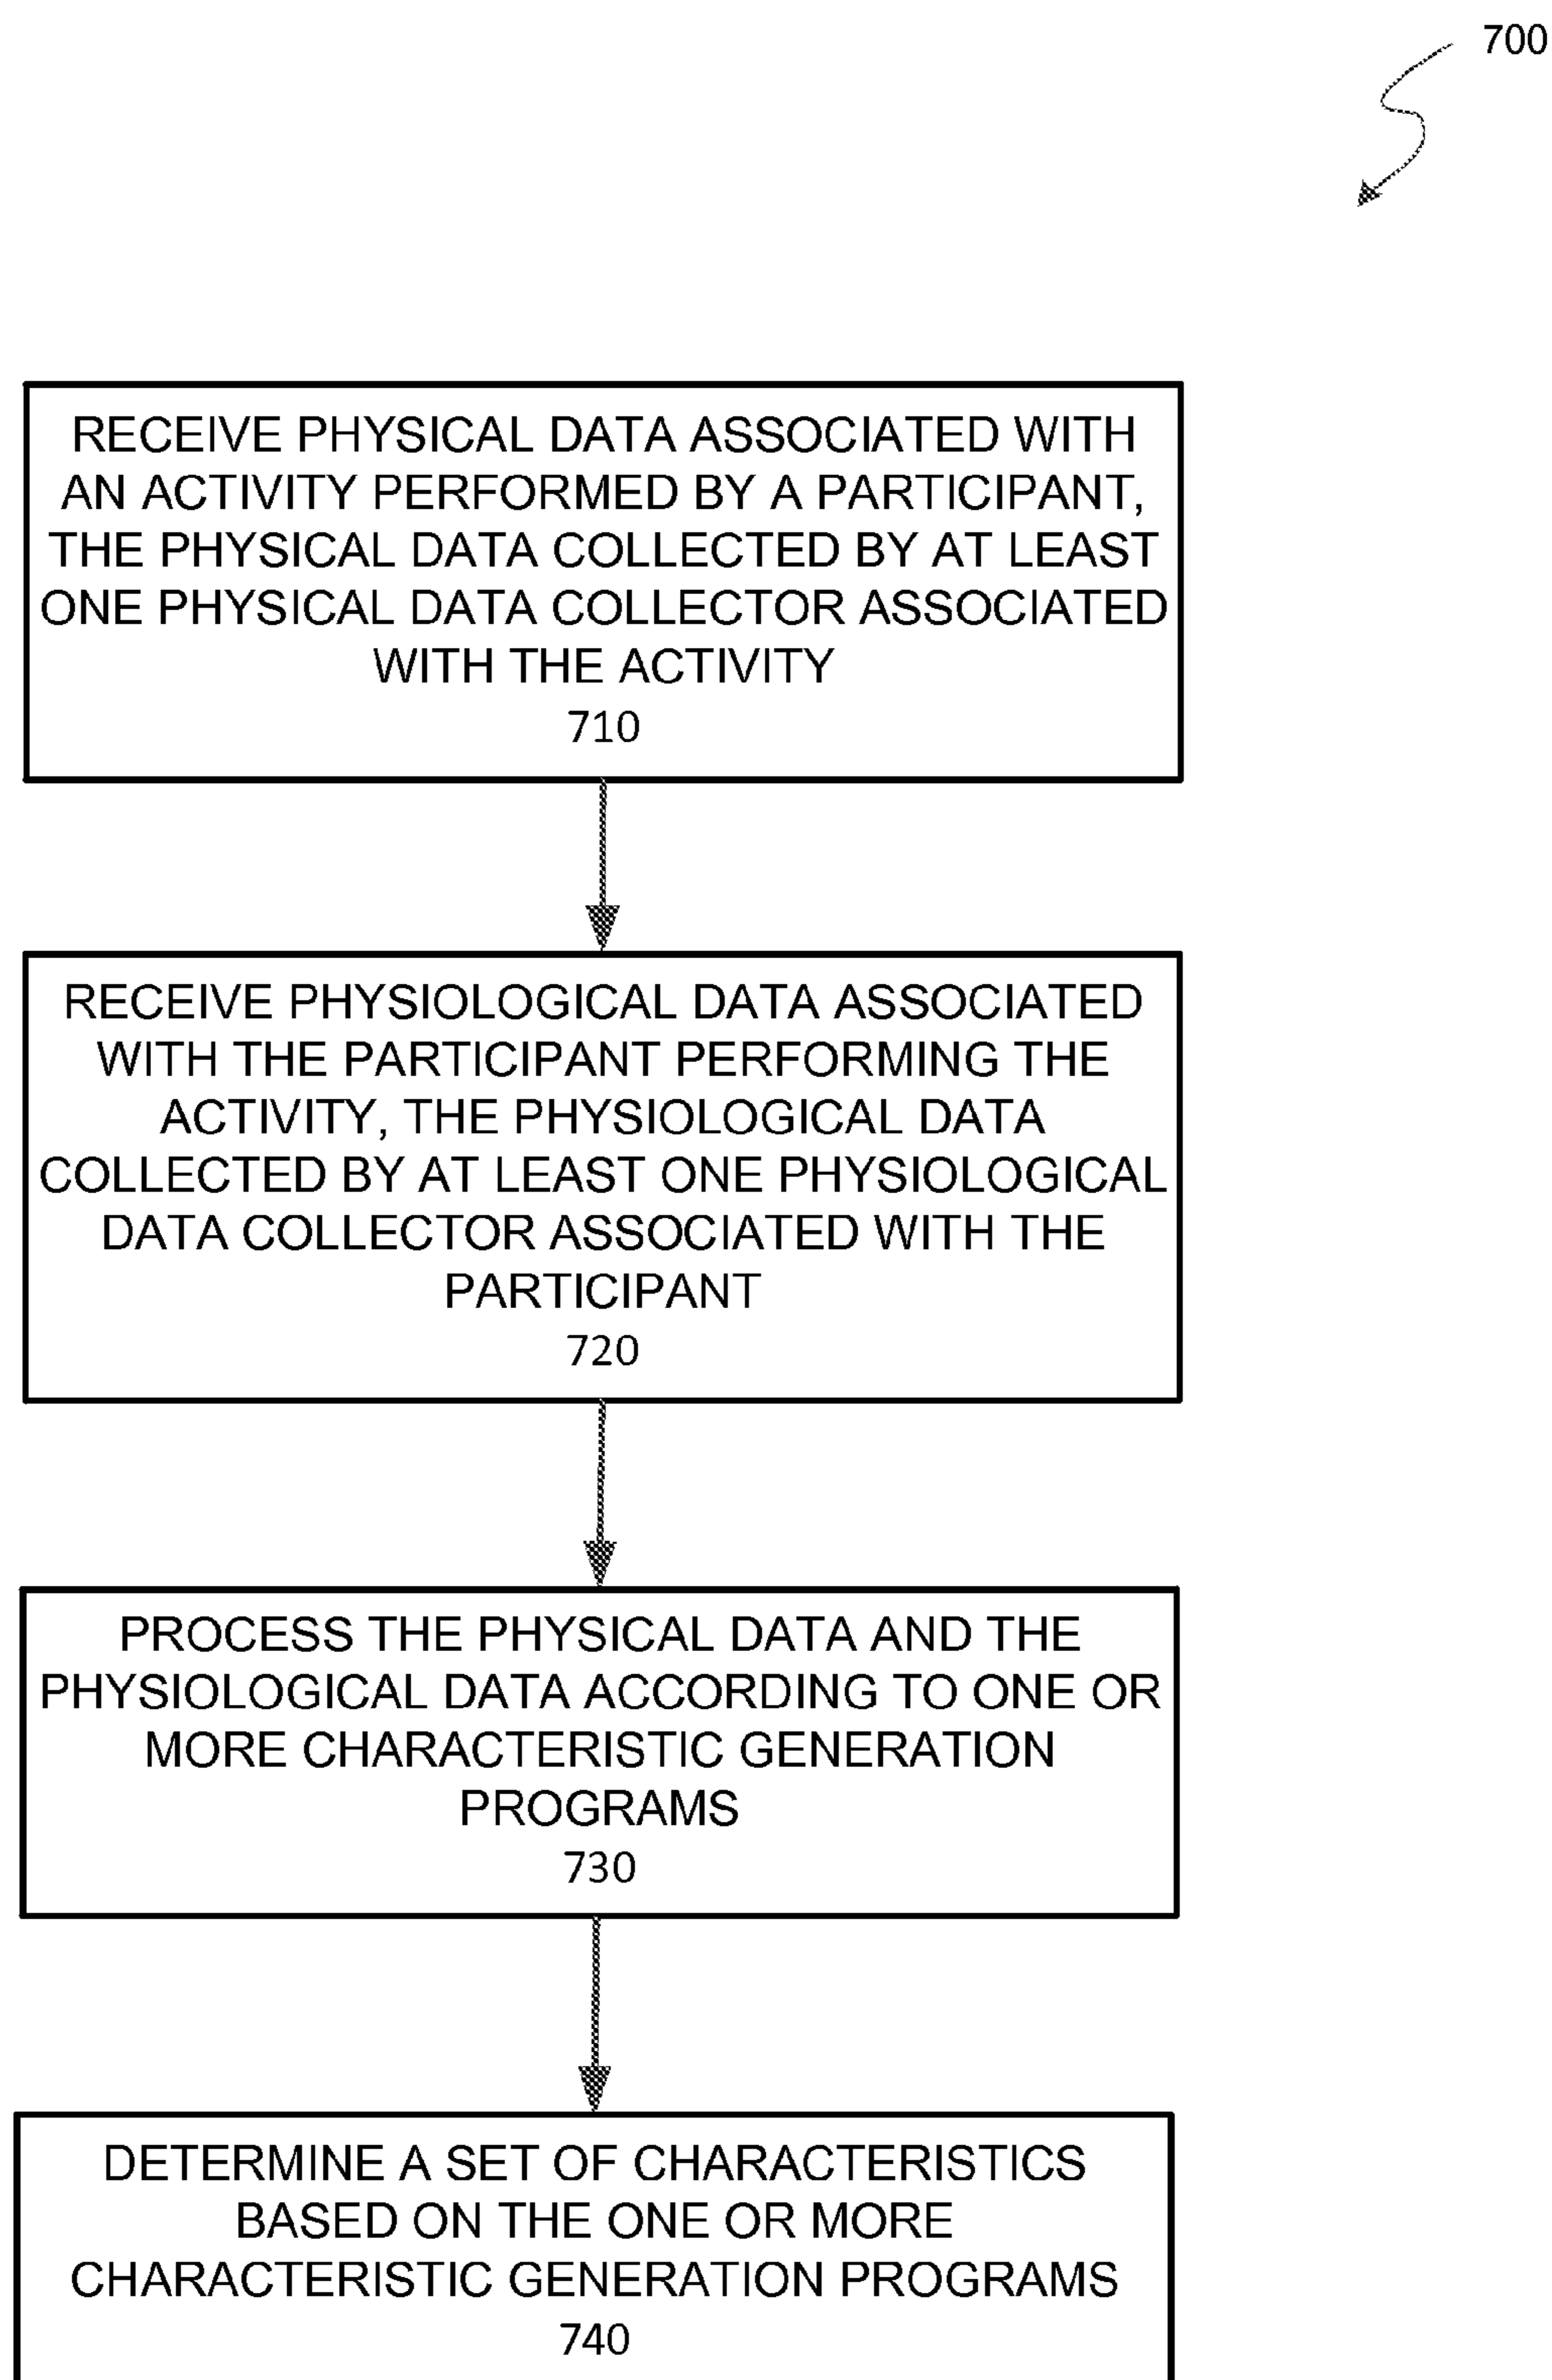 700
RECEIVE PHYSICAL DATA ASSOCIATED WITH
AN ACTIVITY PERFORMED BY A PARTICIPANT,
THE PHYSICAL DATA COLLECTED BY AT LEAST
ONE PHYSICAL DATA COLLECTOR ASSOCIATED
WITH THE ACTIVITY
710
RECEIVE PHYSIOLOGICAL DATA ASSOCIATED
WITH THE PARTICIPANT PERFORMING THE
ACTIVITY, THE PHYSIOLOGICAL DATA
COLLECTED BY AT LEAST ONE PHYSIOLOGICAL
DATA COLLECTOR ASSOCIATED WITH THE
PARTICIPANT
720
PROCESS THE PHYSICAL DATA AND THE
PHYSIOLOGICAL DATA ACCORDING TO ONE OR
MORE CHARACTERISTIC GENERATION
PROGRAMS
730
DETERMINE A SET OF CHARACTERISTICS
BASED ON THE ONE OR MORE
CHARACTERISTIC GENERATION PROGRAMS
740